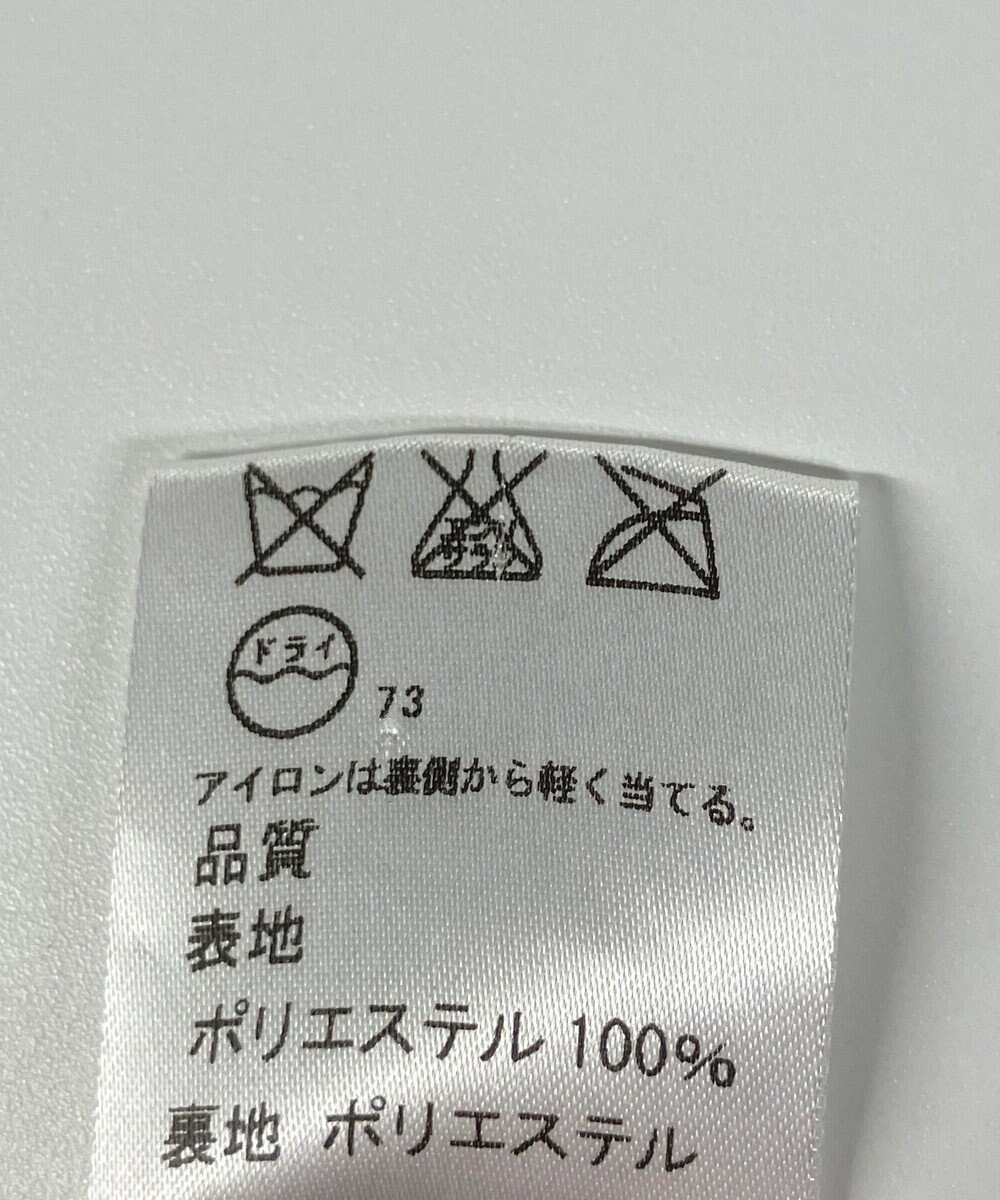 エンソサラシ
ドライ
73
アイロンは裏側から軽く当てる。
品質
表地
ポリエステル 100%
裏地 ポリエステル